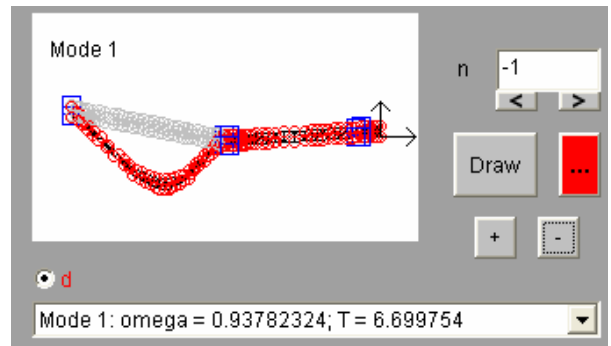 Mode 1
n -1
< >
Draw ...
+ -
d
Mode 1: omega = 0.93782324; T = 6.699754